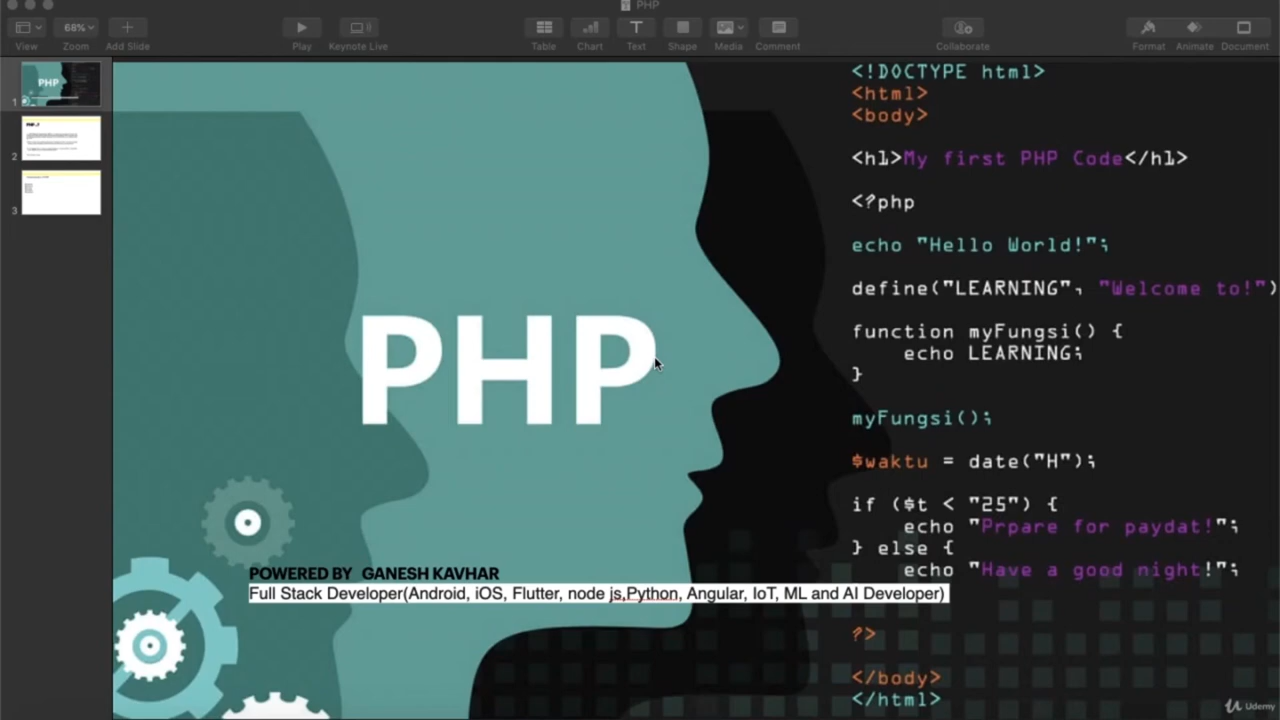 PHP
View
68%
Zoom
Add Slide
Play
Keynote Live
Table
Chart
Text
Shape
Media
Comment
Collaborate
Format
Animate
Document
1
PHP
2
3
PHP
POWERED BY GANESH KAVHAR
Full Stack Developer(Android, iOS, Flutter, node js,Python, Angular, IoT, ML and AI Developer)
<!DOCTYPE html>
<html>
<body>
<h1>My first PHP Code</h1>
<?php
echo "Hello World!";
define("LEARNING", "Welcome to!")
function myFungsi() {
echo LEARNING;
}
myFungsi();
$waktu = date("H");
if ($t < "25") {
echo "Prpare for paydat!";
} else {
echo "Have a good night!";
?>
</body>
</html>
Udemy